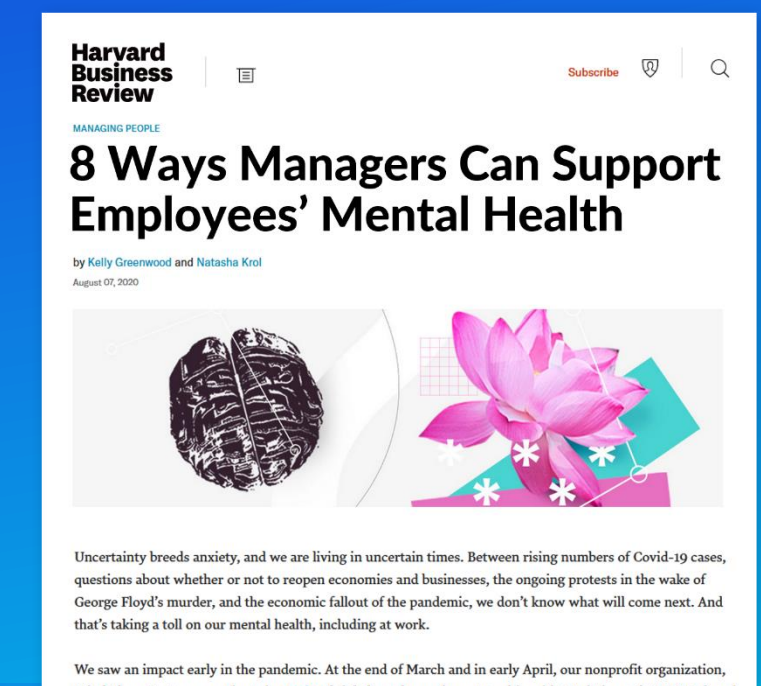 Harvard
Business
Review
Subscribe
MANAGING PEOPLE
8 Ways Managers Can Support
Employees’ Mental Health
by Kelly Greenwood and Natasha Krol
August 07, 2020
Uncertainty breeds anxiety, and we are living in uncertain times. Between rising numbers of Covid-19 cases,
questions about whether or not to reopen economies and businesses, the ongoing protests in the wake of
George Floyd’s murder, and the economic fallout of the pandemic, we don’t know what will come next. And
that’s taking a toll on our mental health, including at work.
We saw an impact early in the pandemic. At the end of March and in early April, our nonprofit organization,